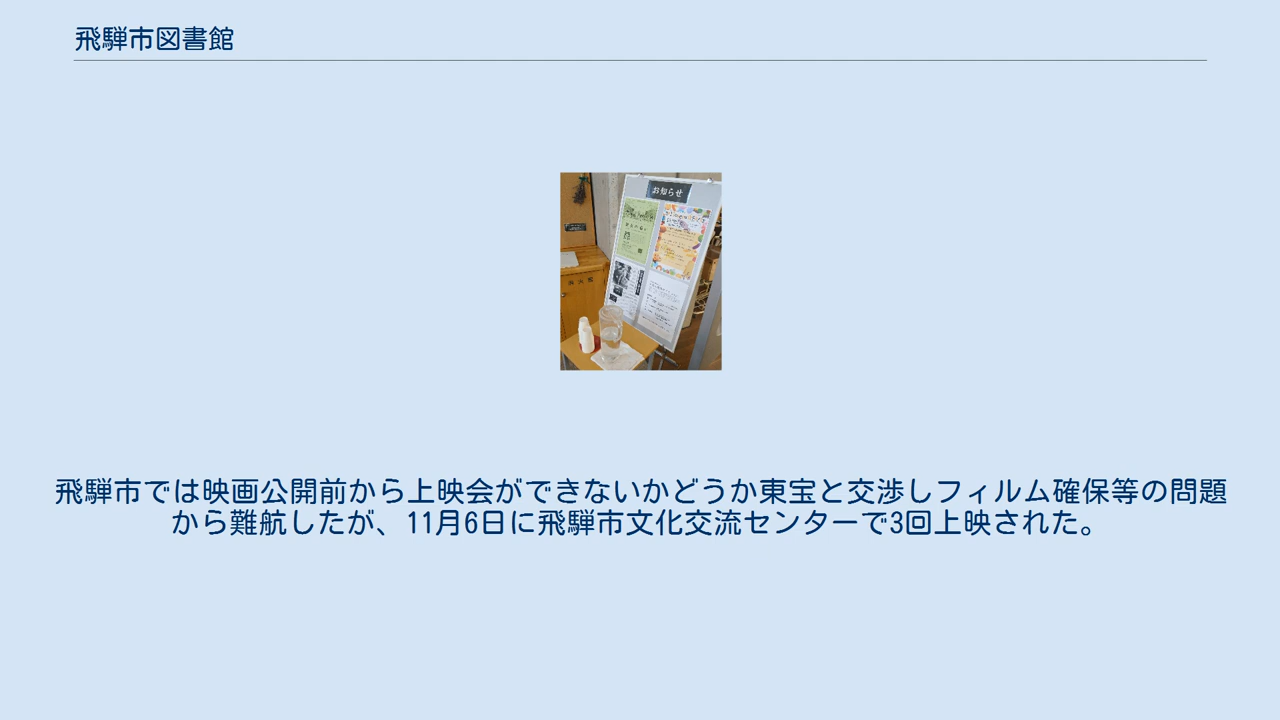 飛騨市図書館
お知らせ
飛騨市では映画公開前から上映会ができないかどうか東宝と交渉しフィルム確保等の問題
から難航したが、11月6日に飛騨市文化交流センターで3回上映された。